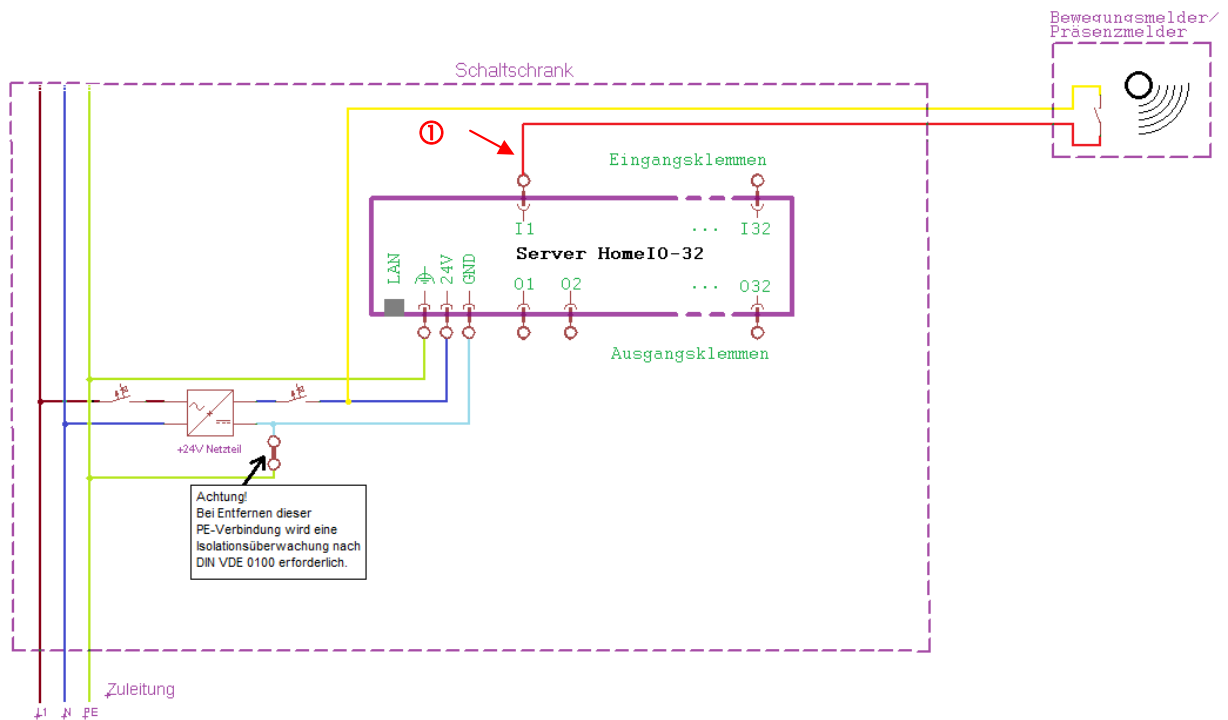 Bewegungsmelder/
Präsenzmelder
Schaltschrank
①
Eingangsklemmen
I1 ... I32
Server HomeIO-32
LAN 24V GND O1 O2 ... O32
Ausgangsklemmen
+24V Netzteil
Achtung!
Bei Entfernen dieser
PE-Verbindung wird eine
Isolationsüberwachung nach
DIN VDE 0100 erforderlich.
Zuleitung
L1 N PE